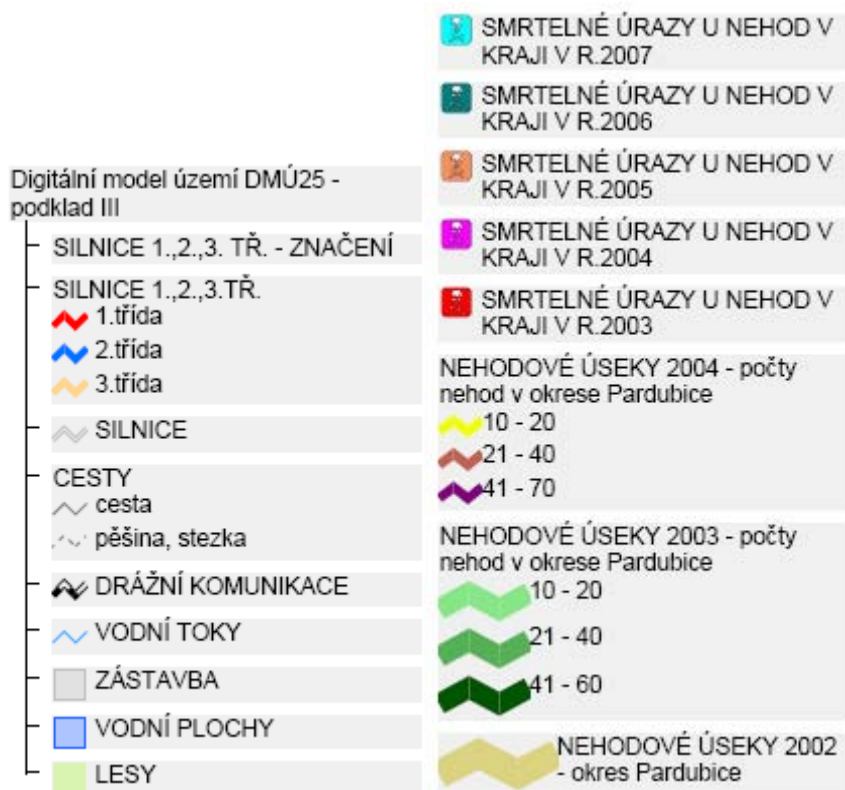 Digitální model území DMÚ25 -
podklad III
SILNICE 1.,2.,3. TŘ. - ZNAČENÍ
SILNICE 1.,2.,3.TŘ.
1.třída
2.třída
3.třída
SILNICE
CESTY
cesta
pěšina, stezka
DRÁŽNÍ KOMUNIKACE
VODNÍ TOKY
ZÁSTAVBA
VODNÍ PLOCHY
LESY
SMRTELNÉ ÚRAZY U NEHOD V
KRAJI V R.2007
SMRTELNÉ ÚRAZY U NEHOD V
KRAJI V R.2006
SMRTELNÉ ÚRAZY U NEHOD V
KRAJI V R.2005
SMRTELNÉ ÚRAZY U NEHOD V
KRAJI V R.2004
SMRTELNÉ ÚRAZY U NEHOD V
KRAJI V R.2003
NEHODOVÉ ÚSEKY 2004 - počty
nehod v okrese Pardubice
10 - 20
21 - 40
41 - 70
NEHODOVÉ ÚSEKY 2003 - počty
nehod v okrese Pardubice
10 - 20
21 - 40
41 - 60
NEHODOVÉ ÚSEKY 2002
- okres Pardubice